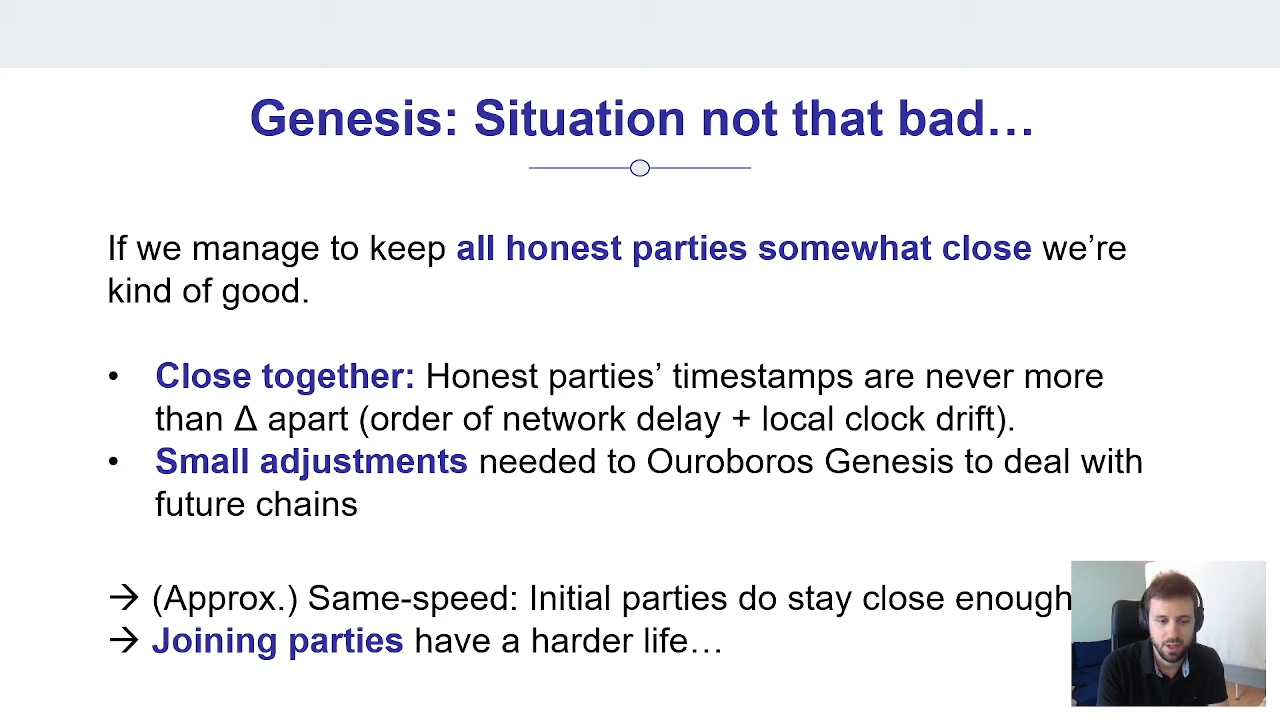 Genesis: Situation not that bad…
If we manage to keep all honest parties somewhat close we’re
kind of good.
• Close together: Honest parties’ timestamps are never more
than Δ apart (order of network delay + local clock drift).
• Small adjustments needed to Ouroboros Genesis to deal with
future chains
→ (Approx.) Same-speed: Initial parties do stay close enough
→ Joining parties have a harder life…